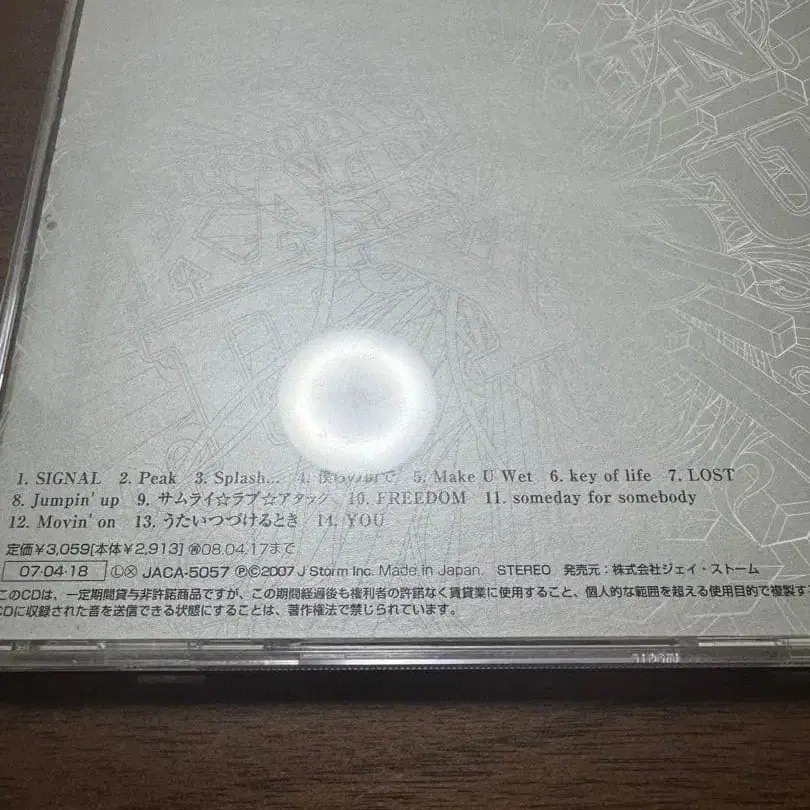 1. SIGNAL 2. Peak 3. Splash... 4. 僕らの街で 5. Make U Wet 6. key of life 7. LOST
8. Jumpin' up 9. サムライ☆ラブ☆アタック 10. FREEDOM 11. someday for somebody
12. Movin' on 13. うたいつづけるとき 14. YOU
定価¥3,059[本体¥2,913] 08.04.17まで
07·04·18 JACA-5057 ℗©2007 J Storm Inc. Made in Japan. STEREO 発売元：株式会社ジェイ・ストーム
このCDは、一定期間貸与非許諾商品ですが、この期間経過後も権利者の許諾なく賃貸業に使用すること、個人的な範囲を超える使用目的で複製する
CDに収録された音を送信できる状態にすることは、著作権法で禁じられています。